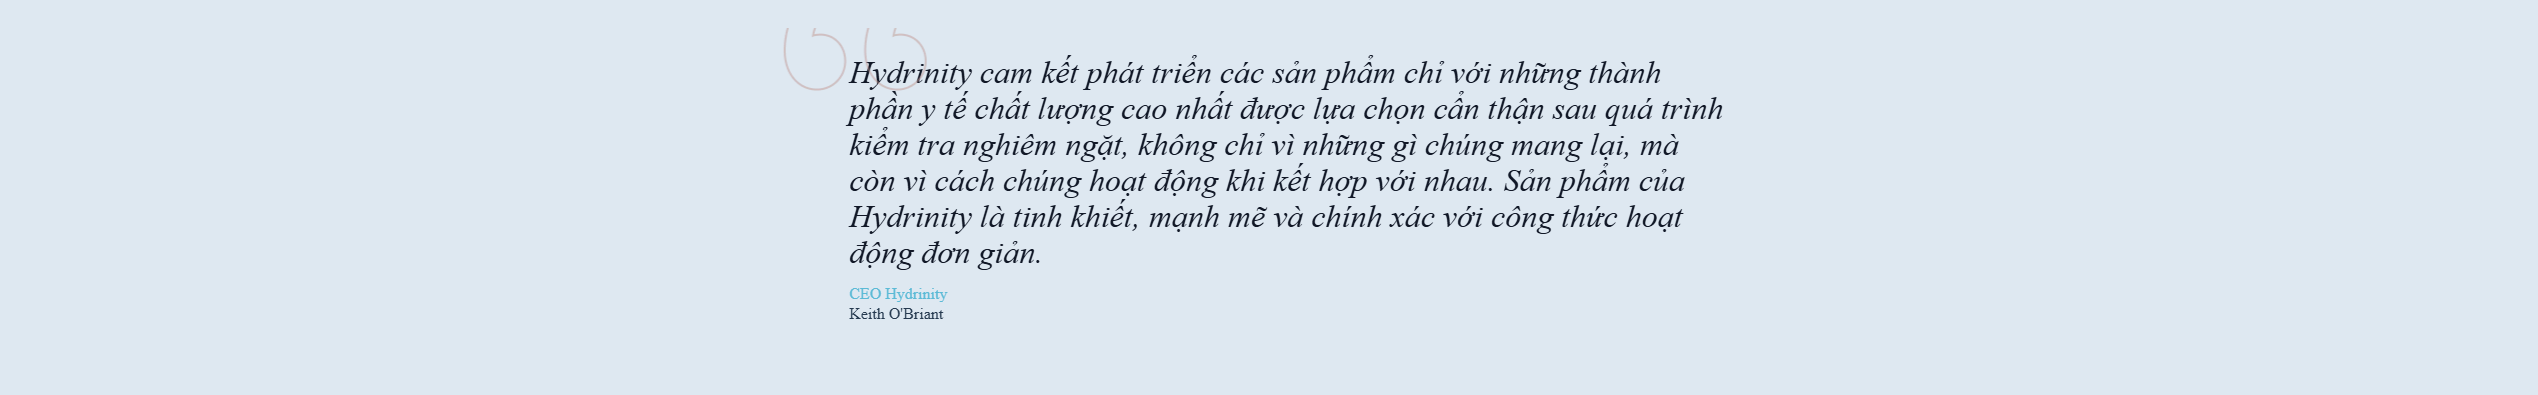 Hydrinity cam kết phát triển các sản phẩm chỉ với những thành
phần y tế chất lượng cao nhất được lựa chọn cẩn thận sau quá trình
kiểm tra nghiêm ngặt, không chỉ vì những gì chúng mang lại, mà
còn vì cách chúng hoạt động khi kết hợp với nhau. Sản phẩm của
Hydrinity là tinh khiết, mạnh mẽ và chính xác với công thức hoạt
động đơn giản.
CEO Hydrinity
Keith O'Briant